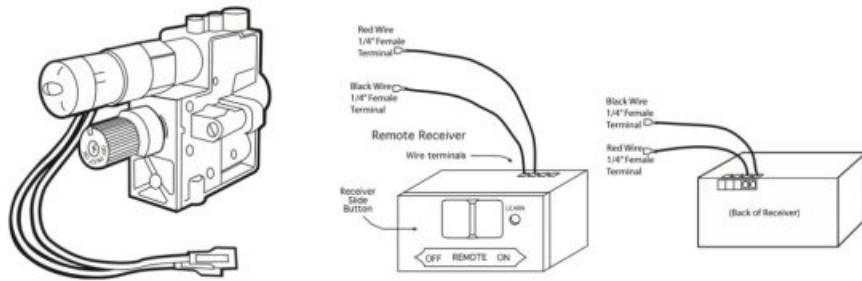 Red Wire
1/4" Female
Terminal
Black Wire
1/4" Female
Terminal
Remote Receiver
Wire terminals
Receiver
Slide
Button
LEARN
OFF REMOTE ON
Black Wire
1/4" Female
Terminal
Red Wire
1/4" Female
Terminal
(Back of Receiver)